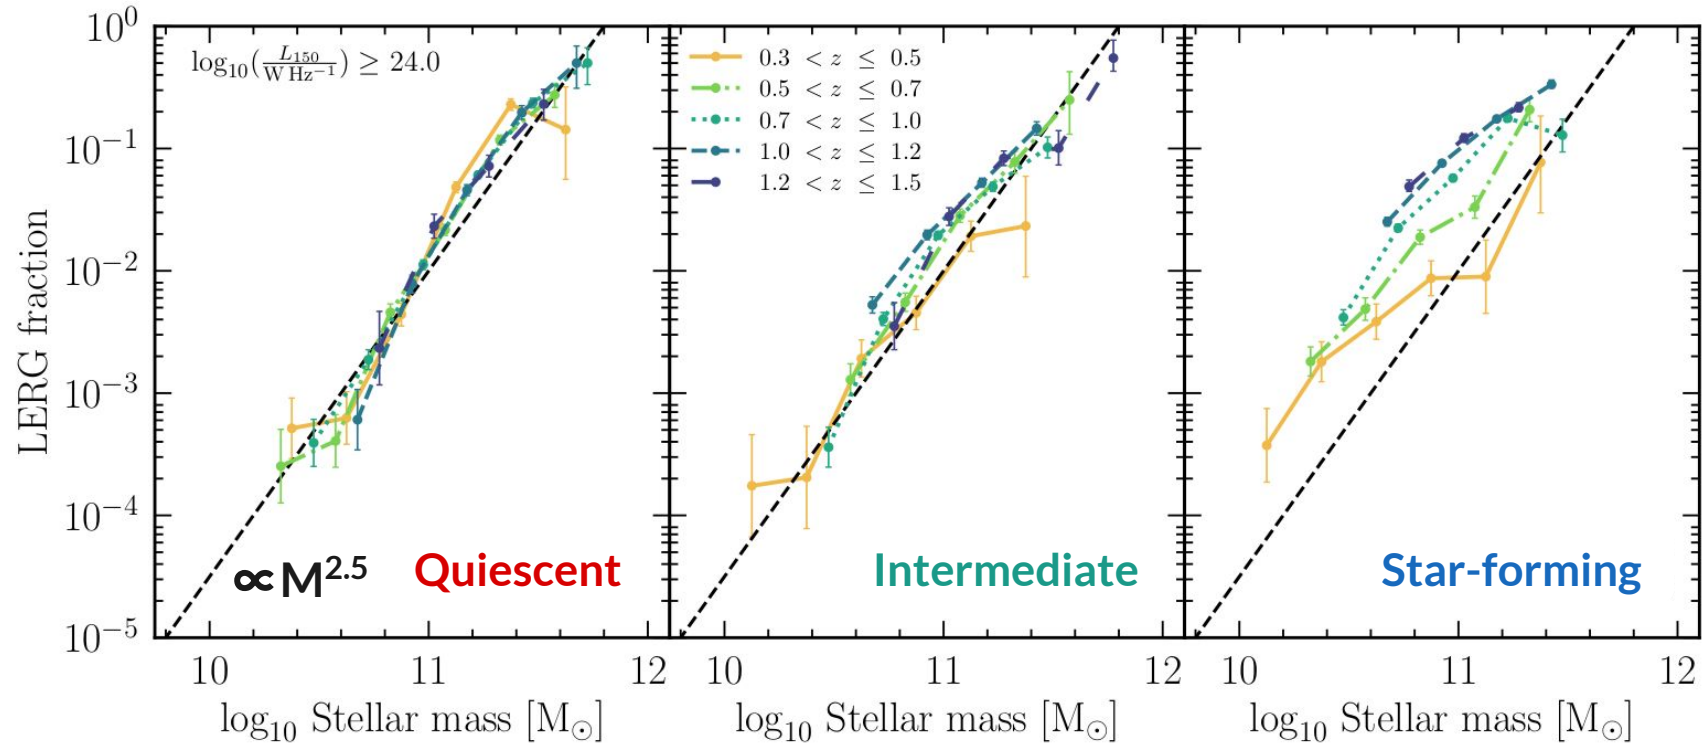 10⁰
10⁻¹
10⁻²
10⁻³
10⁻⁴
10⁻⁵
LERG fraction
log₁₀(L₁₅₀/W Hz⁻¹) ≥ 24.0
∝M²·⁵
Quiescent
10 11 12
log₁₀ Stellar mass [M☉]
0.3 < z ≤ 0.5
0.5 < z ≤ 0.7
0.7 < z ≤ 1.0
1.0 < z ≤ 1.2
1.2 < z ≤ 1.5
Intermediate
10 11 12
log₁₀ Stellar mass [M☉]
Star-forming
10 11 12
log₁₀ Stellar mass [M☉]